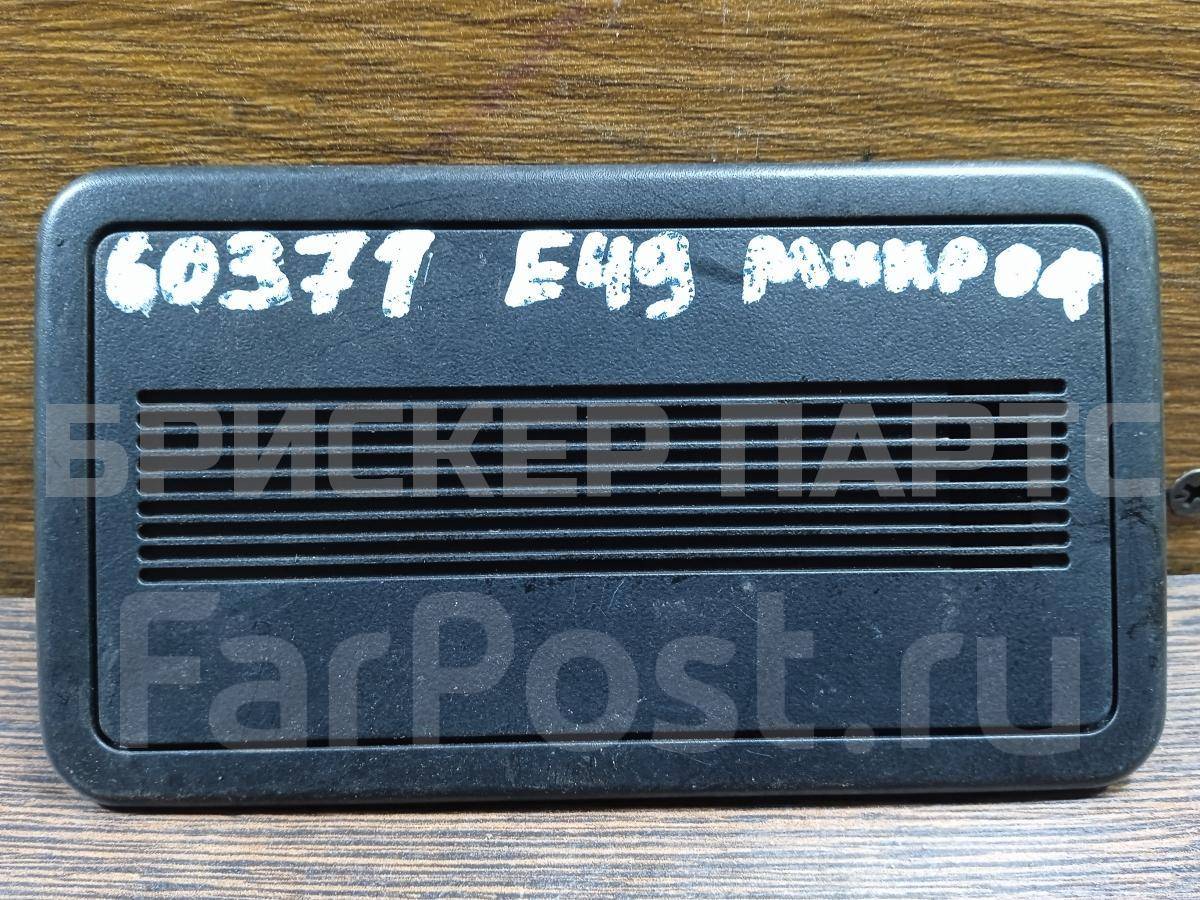 60371 E49 микроф
БРИСКЕР ПАРТС
FarPost.ru